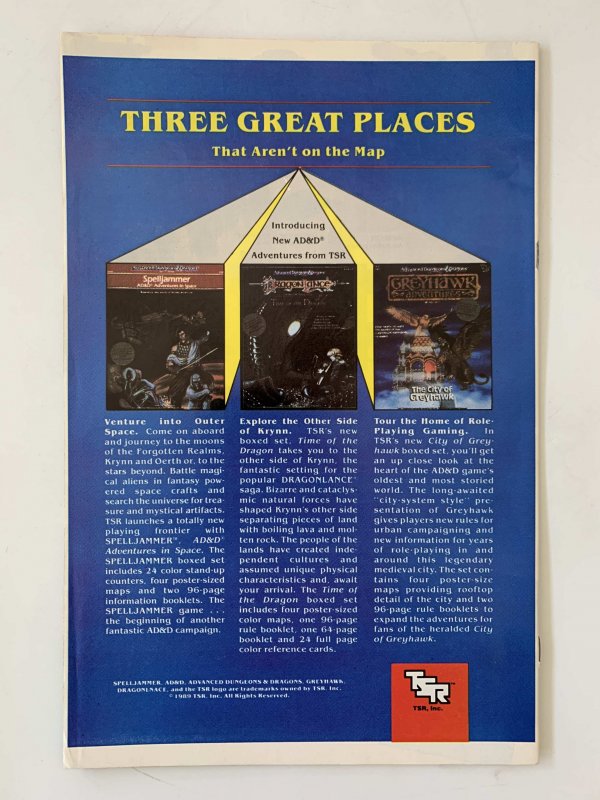 THREE GREAT PLACES
That Aren't on the Map
Introducing
New AD&D®
Adventures from TSR
Advanced Dungeons & Dragons
Spelljammer
AD&D Adventures in Space
Advanced Dungeons & Dragons
DRAGONLANCE
Time of the Dragon
Advanced Dungeons & Dragons
GREYHAWK
ADVENTURES
The City of
Greyhawk
Venture into Outer
Space. Come on aboard
and journey to the moons
of the Forgotten Realms,
Krynn and Oerth or, to the
stars beyond. Battle magi-
cal aliens in fantasy pow-
ered space crafts and
search the universe for trea-
sure and mystical artifacts.
TSR launches a totally new
playing frontier with
SPELLJAMMER™, AD&D®
Adventures in Space. The
SPELLJAMMER boxed set
includes 24 color stand-up
counters, four poster-sized
maps and two 96-page
information booklets. The
SPELLJAMMER game . . .
the beginning of another
fantastic AD&D campaign.
Explore the Other Side
of Krynn. TSR's new
boxed set, Time of the
Dragon takes you to the
other side of Krynn, the
fantastic setting for the
popular DRAGONLANCE®
saga. Bizarre and cataclys-
mic natural forces have
shaped Krynn's other side
separating pieces of land
with boiling lava and mol-
ten rock. The people of the
lands have created inde-
pendent cultures and
assumed unique physical
characteristics and, await
your arrival. The Time of
the Dragon boxed set
includes four poster-sized
color maps, one 96-page
rule booklet, one 64-page
booklet and 24 full page
color reference cards.
Tour the Home of Role-
Playing Gaming. In
TSR's new City of Grey-
hawk boxed set, you'll get
an up close look at the
heart of the AD&D game's
oldest and most storied
world. The long-awaited
"city-system style" pre-
sentation of Greyhawk
gives players new rules for
urban campaigning and
new information for years
of role-playing in and
around this legendary
medieval city. The set con-
tains four poster-size
maps providing rooftop
detail of the city and two
96-page rule booklets to
expand the adventures for
fans of the heralded City
of Greyhawk.
SPELLJAMMER, AD&D, ADVANCED DUNGEONS & DRAGONS, GREYHAWK,
DRAGONLNACE, and the TSR logo are trademarks owned by TSR, Inc.
©1989 TSR, Inc. All Rights Reserved.
TSR™
TSR, Inc.